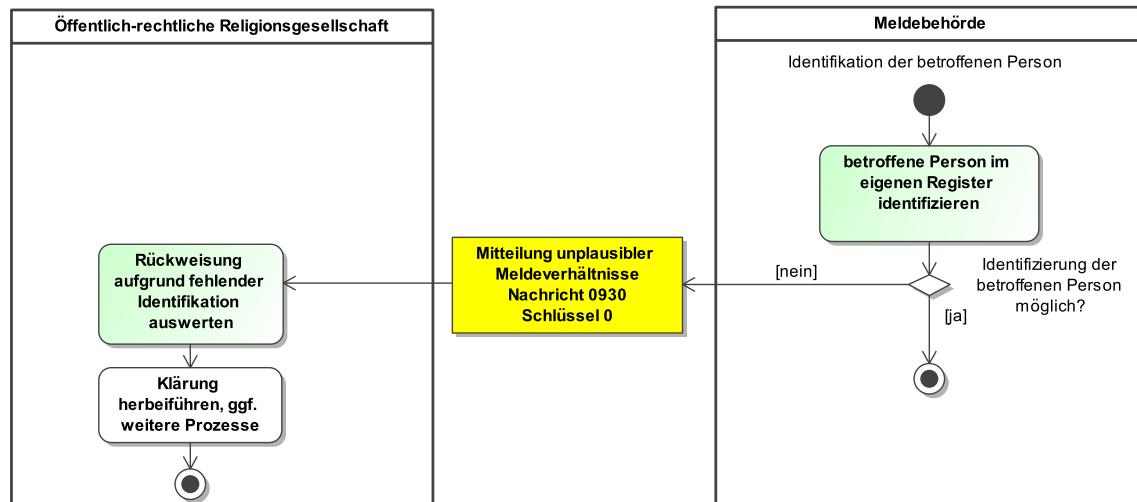 Öffentlich-rechtliche Religionsgesellschaft
Meldebehörde
Identifikation der betroffenen Person
betroffene Person im
eigenen Register
identifizieren
Identifizierung der
betroffenen Person
möglich?
[nein]
[ja]
Mitteilung unplausibler
Meldeverhältnisse
Nachricht 0930
Schlüssel 0
Rückweisung
aufgrund fehlender
Identifikation
auswerten
Klärung
herbeiführen, ggf.
weitere Prozesse